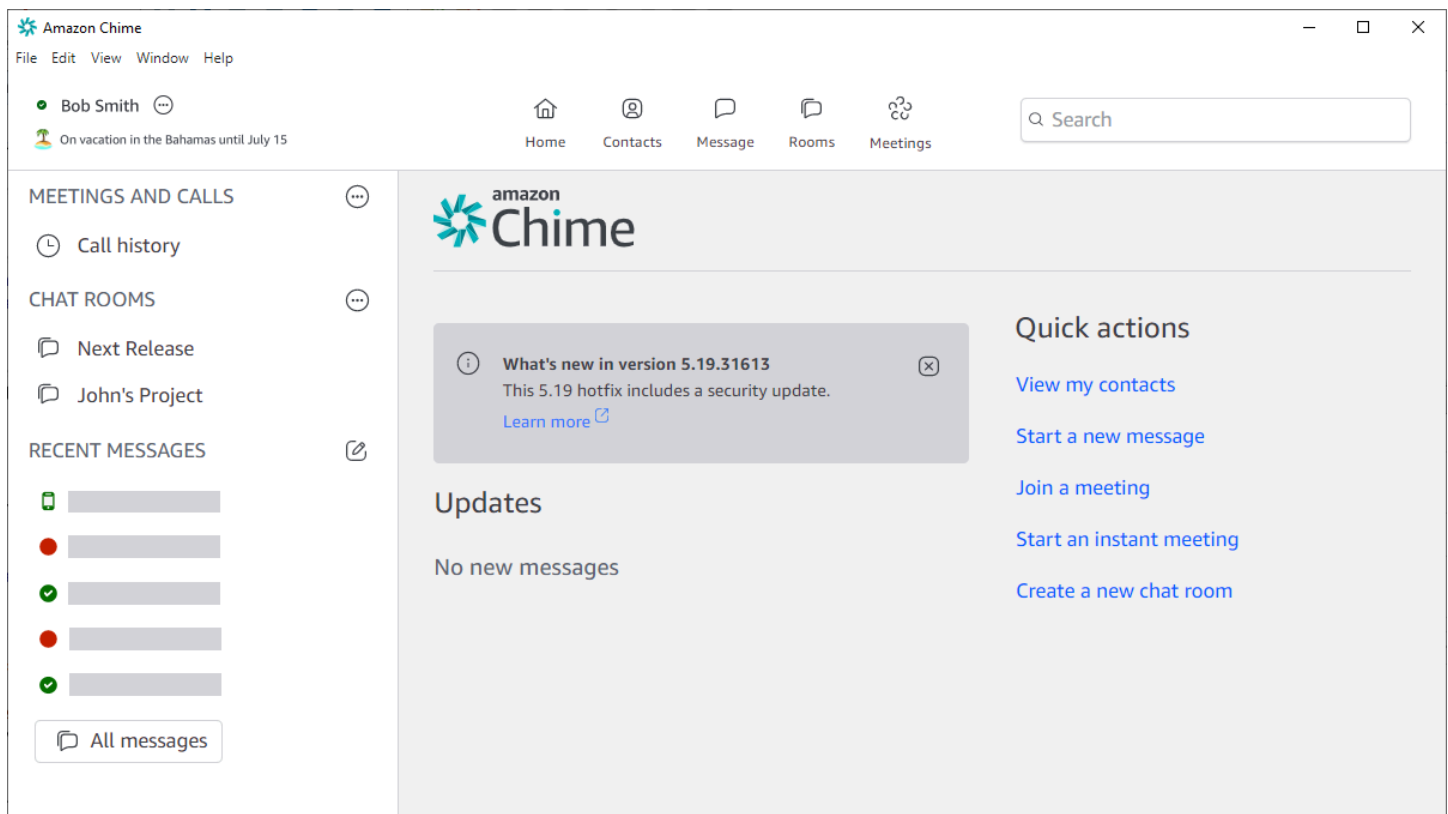 Amazon Chime
File Edit View Window Help
Bob Smith
On vacation in the Bahamas until July 15
Home Contacts Message Rooms Meetings
Search
MEETINGS AND CALLS
Call history
CHAT ROOMS
Next Release
John's Project
RECENT MESSAGES
All messages
amazon
Chime
What's new in version 5.19.31613
This 5.19 hotfix includes a security update.
Learn more
Updates
No new messages
Quick actions
View my contacts
Start a new message
Join a meeting
Start an instant meeting
Create a new chat room